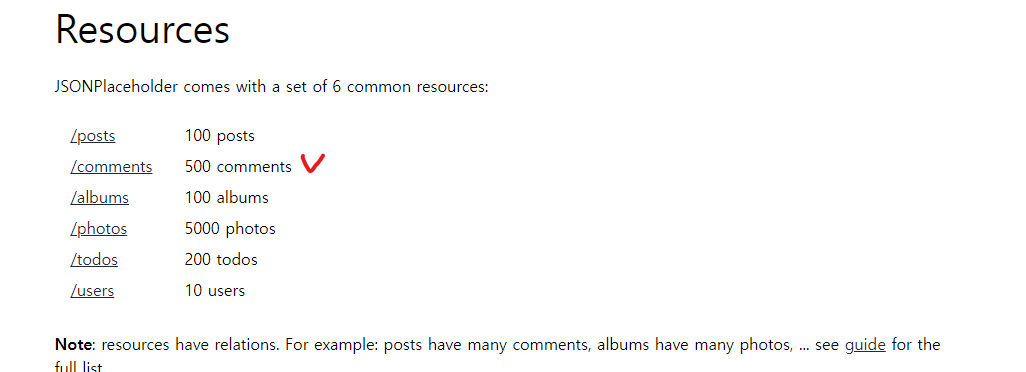 Resources
JSONPlaceholder comes with a set of 6 common resources:
/posts 100 posts
/comments 500 comments
/albums 100 albums
/photos 5000 photos
/todos 200 todos
/users 10 users
Note: resources have relations. For example: posts have many comments, albums have many photos, ... see guide for the
full list